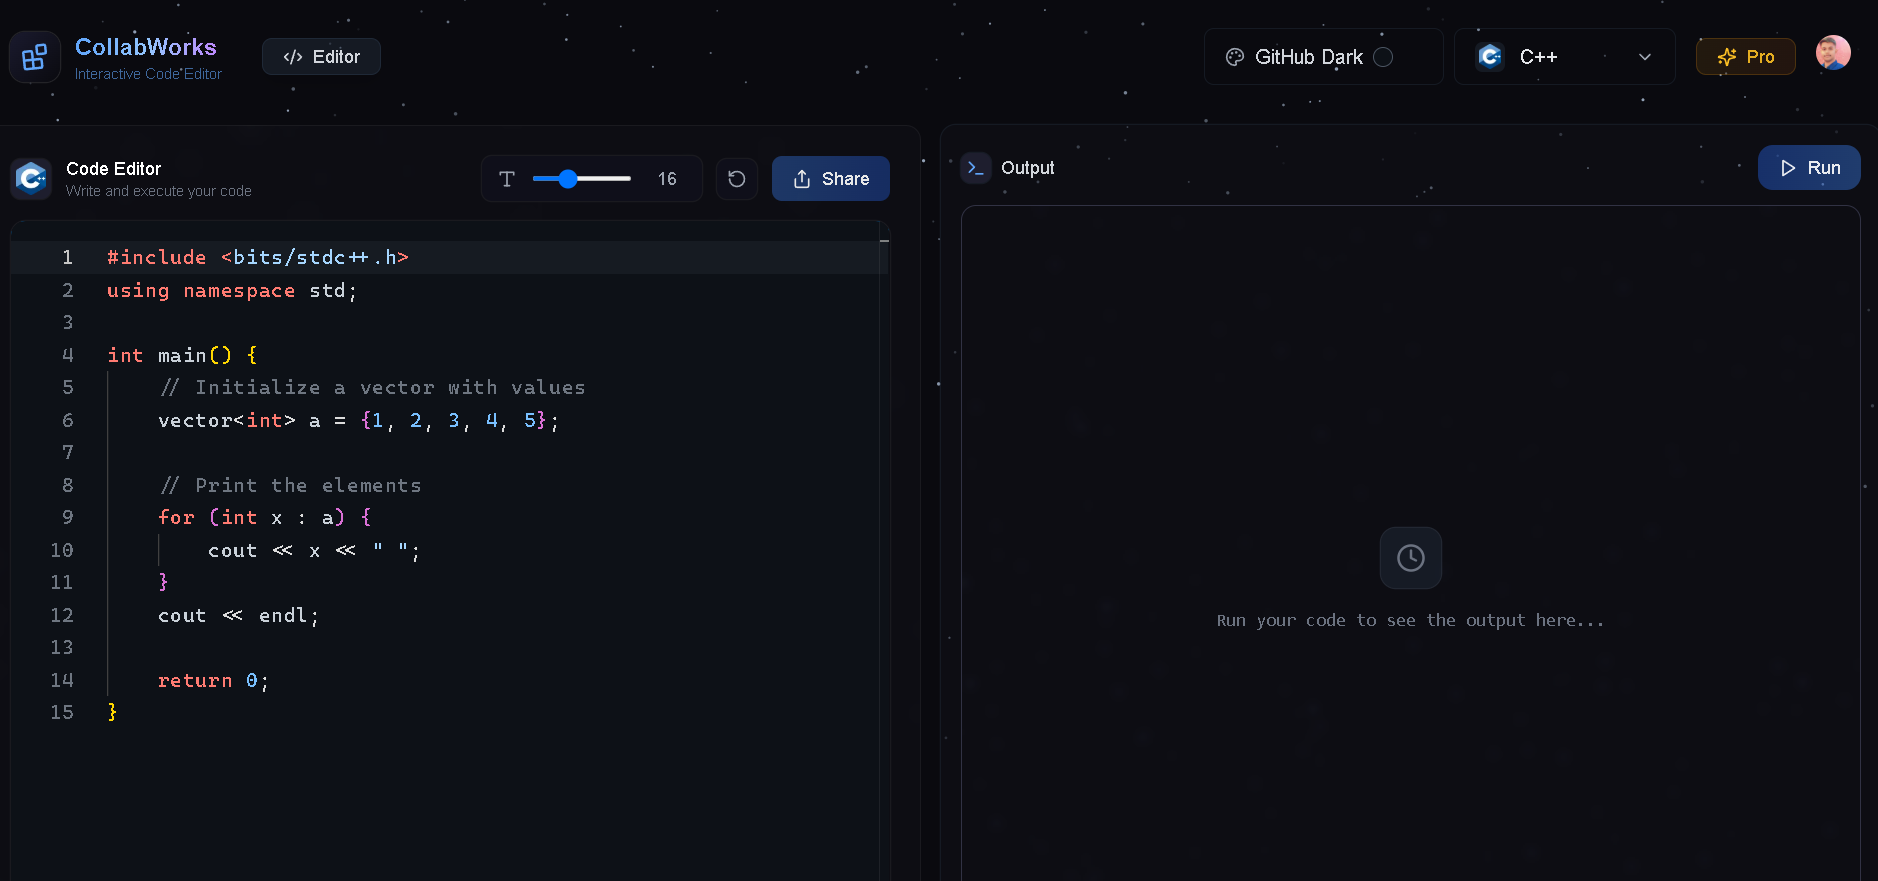 CollabWorks
Interactive Code Editor
</> Editor
GitHub Dark
C++
Pro
Code Editor
Write and execute your code
T
16
Share
Output
Run
1 #include <bits/stdc++.h>
2 using namespace std;
3
4 int main() {
5     // Initialize a vector with values
6     vector<int> a = {1, 2, 3, 4, 5};
7
8     // Print the elements
9     for (int x : a) {
10         cout << x << " ";
11     }
12     cout << endl;
13
14     return 0;
15 }
Run your code to see the output here...